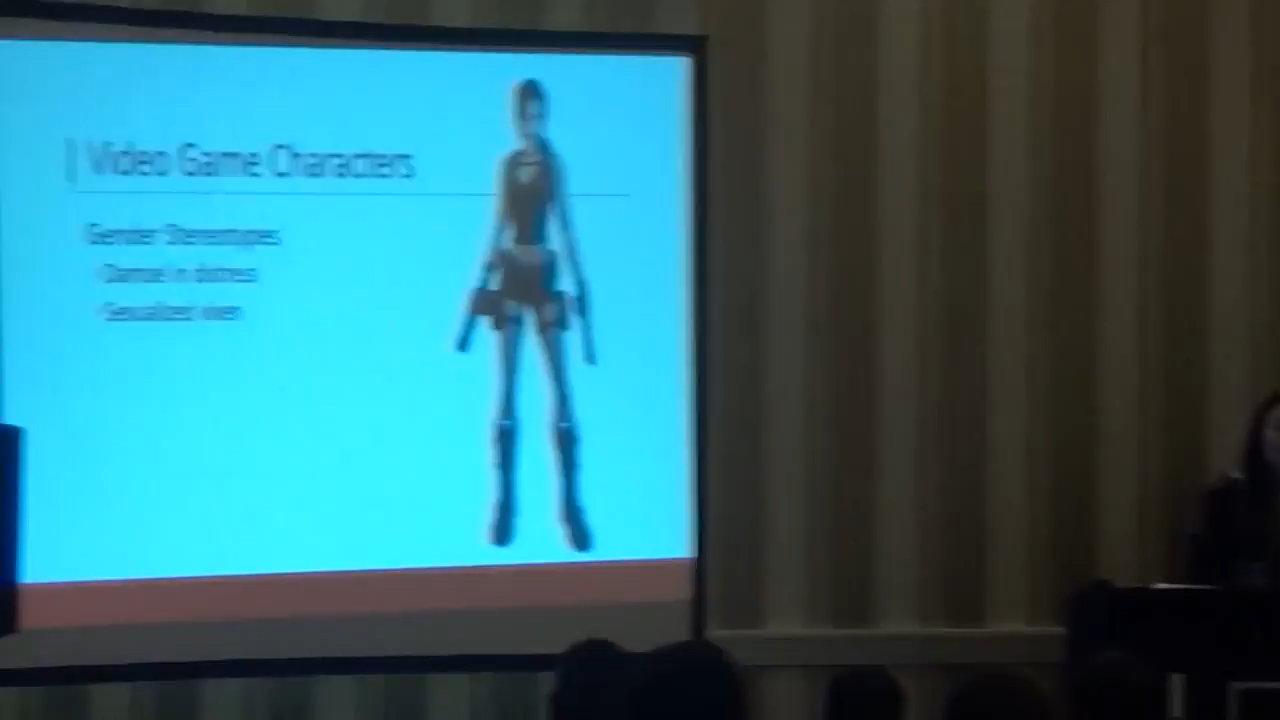 Video Game Characters
Gender Stereotypes
Damsel in distress
Sexualized vixen